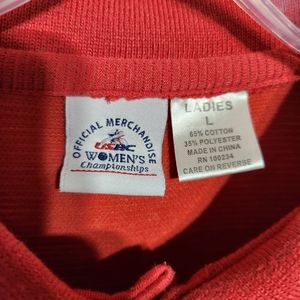 OFFICIAL MERCHANDISE
USBC
WOMEN'S
Championships
LADIES
L
65% COTTON
35% POLYESTER
MADE IN CHINA
RN 100234
CARE ON REVERSE